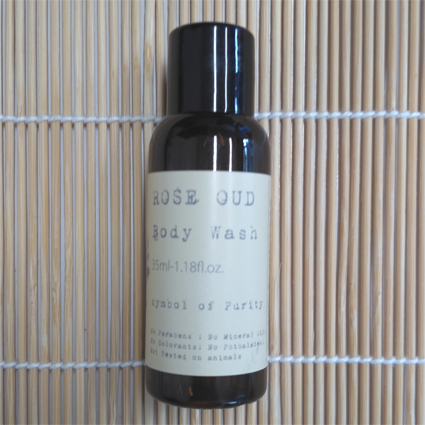 ROSE OUD
Body Wash
35ml-1.18fl.oz.
Symbol of Purity
No Parabens | No Mineral Oil
No Colorants| No Phthalates|
Not Tested on animals